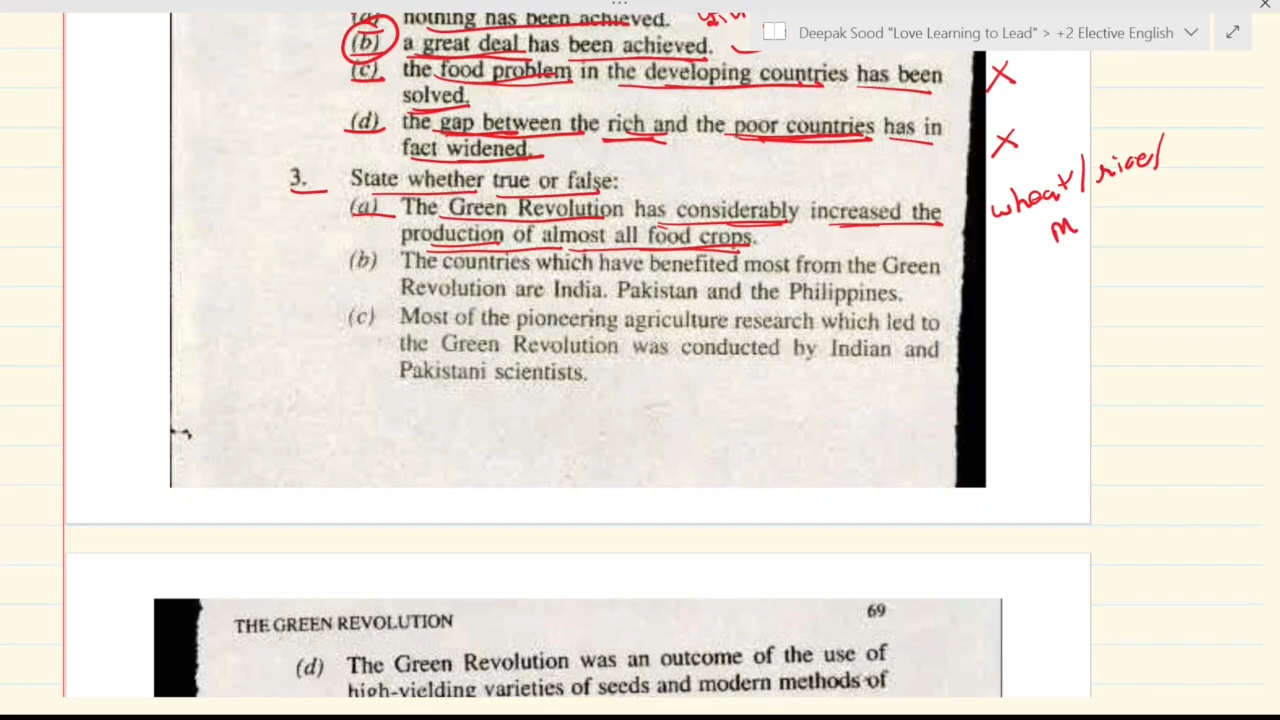 (a) nothing has been achieved.
Deepak Sood "Love Learning to Lead" > +2 Elective English
(b) a great deal has been achieved.
(c) the food problem in the developing countries has been
solved.
(d) the gap between the rich and the poor countries has in
fact widened.
3. State whether true or false:
(a) The Green Revolution has considerably increased the
production of almost all food crops.
wheat/rice/
M
(b) The countries which have benefited most from the Green
Revolution are India. Pakistan and the Philippines.
(c) Most of the pioneering agriculture research which led to
the Green Revolution was conducted by Indian and
Pakistani scientists.
THE GREEN REVOLUTION
69
(d) The Green Revolution was an outcome of the use of
high-yielding varieties of seeds and modern methods of